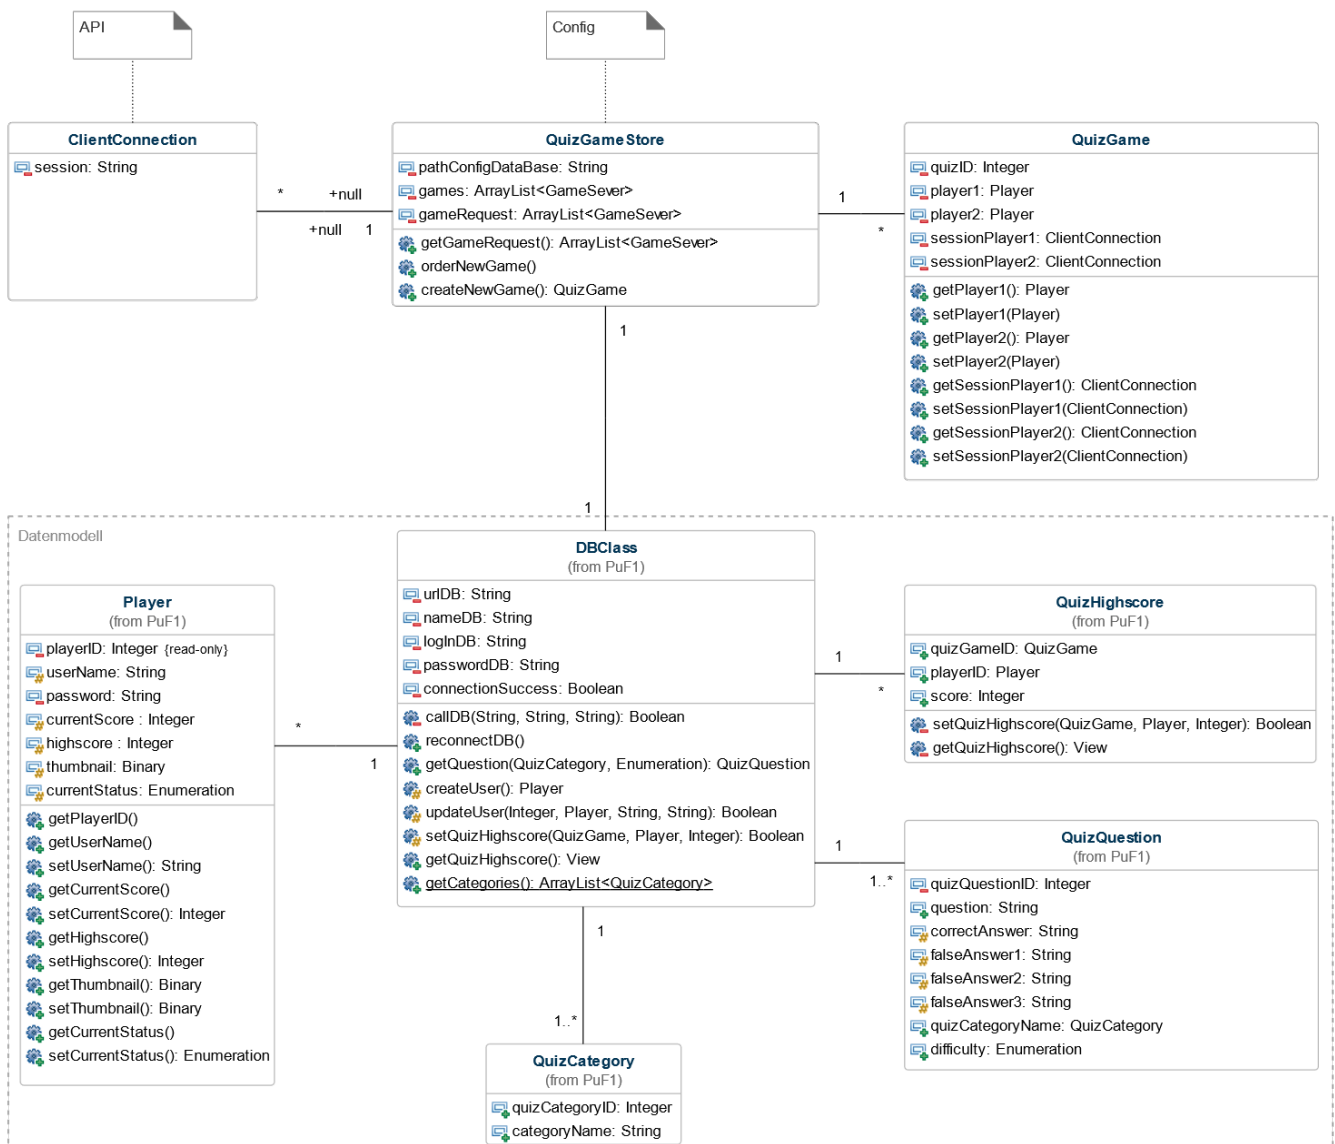 API
Config
ClientConnection
session: String
*
+null
+null
1
QuizGameStore
pathConfigDataBase: String
games: ArrayList<GameSever>
gameRequest: ArrayList<GameSever>
getGameRequest(): ArrayList<GameSever>
orderNewGame()
createNewGame(): QuizGame
1
*
QuizGame
quizID: Integer
player1: Player
player2: Player
sessionPlayer1: ClientConnection
sessionPlayer2: ClientConnection
getPlayer1(): Player
setPlayer1(Player)
getPlayer2(): Player
setPlayer2(Player)
getSessionPlayer1(): ClientConnection
setSessionPlayer1(ClientConnection)
getSessionPlayer2(): ClientConnection
setSessionPlayer2(ClientConnection)
1
1
Datenmodell
Player
(from PuF1)
playerID: Integer {read-only}
userName: String
password: String
currentScore : Integer
highscore : Integer
thumbnail: Binary
currentStatus: Enumeration
getPlayerID()
getUserName()
setUserName(): String
getCurrentScore()
setCurrentScore(): Integer
getHighscore()
setHighscore(): Integer
getThumbnail(): Binary
setThumbnail(): Binary
getCurrentStatus()
setCurrentStatus(): Enumeration
*
1
DBClass
(from PuF1)
urlDB: String
nameDB: String
logInDB: String
passwordDB: String
connectionSuccess: Boolean
callDB(String, String, String): Boolean
reconnectDB()
getQuestion(QuizCategory, Enumeration): QuizQuestion
createUser(): Player
updateUser(Integer, Player, String, String): Boolean
setQuizHighscore(QuizGame, Player, Integer): Boolean
getQuizHighscore(): View
getCategories(): ArrayList<QuizCategory>
1
*
QuizHighscore
(from PuF1)
quizGameID: QuizGame
playerID: Player
score: Integer
setQuizHighscore(QuizGame, Player, Integer): Boolean
getQuizHighscore(): View
1
1..*
QuizQuestion
(from PuF1)
quizQuestionID: Integer
question: String
correctAnswer: String
falseAnswer1: String
falseAnswer2: String
falseAnswer3: String
quizCategoryName: QuizCategory
difficulty: Enumeration
1
1..*
QuizCategory
(from PuF1)
quizCategoryID: Integer
categoryName: String